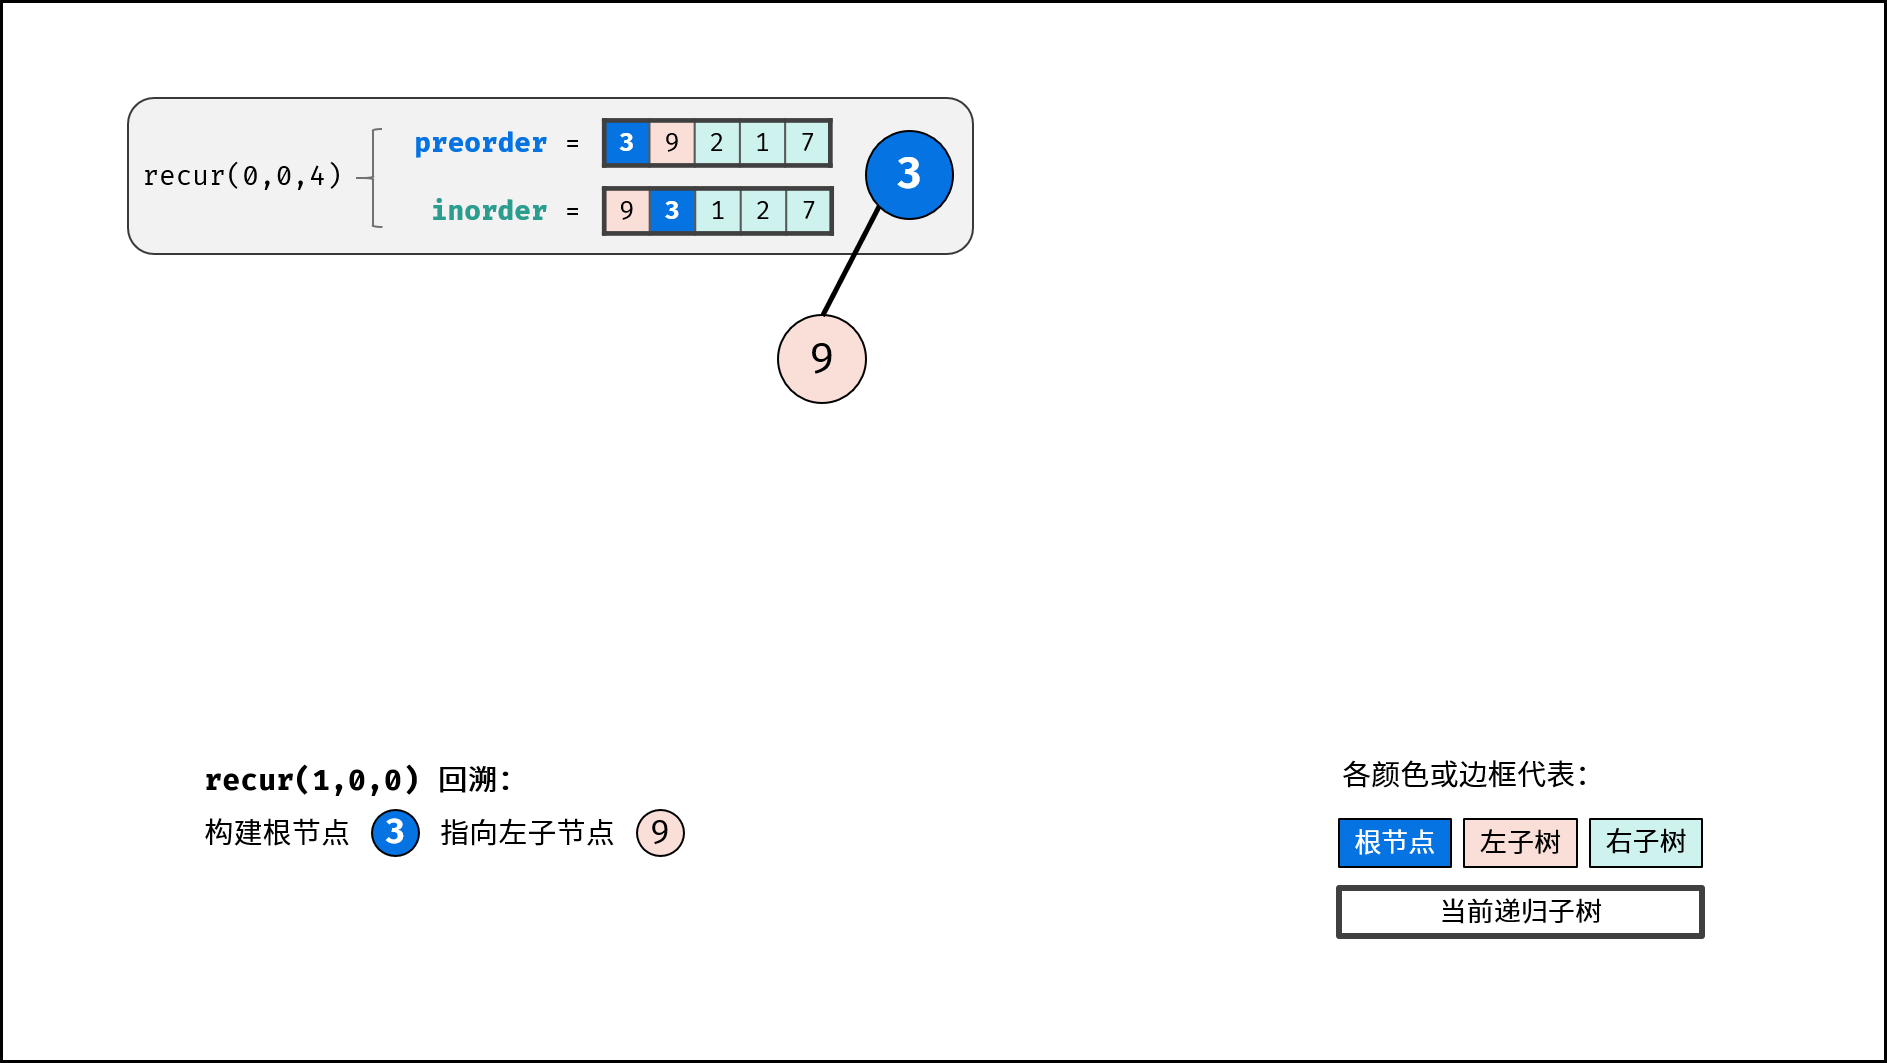 recur(0,0,4)
preorder = 3 9 2 1 7
inorder = 9 3 1 2 7
3
9
recur(1,0,0) 回溯：
构建根节点 3 指向左子节点 9
各颜色或边框代表：
根节点 左子树 右子树
当前递归子树